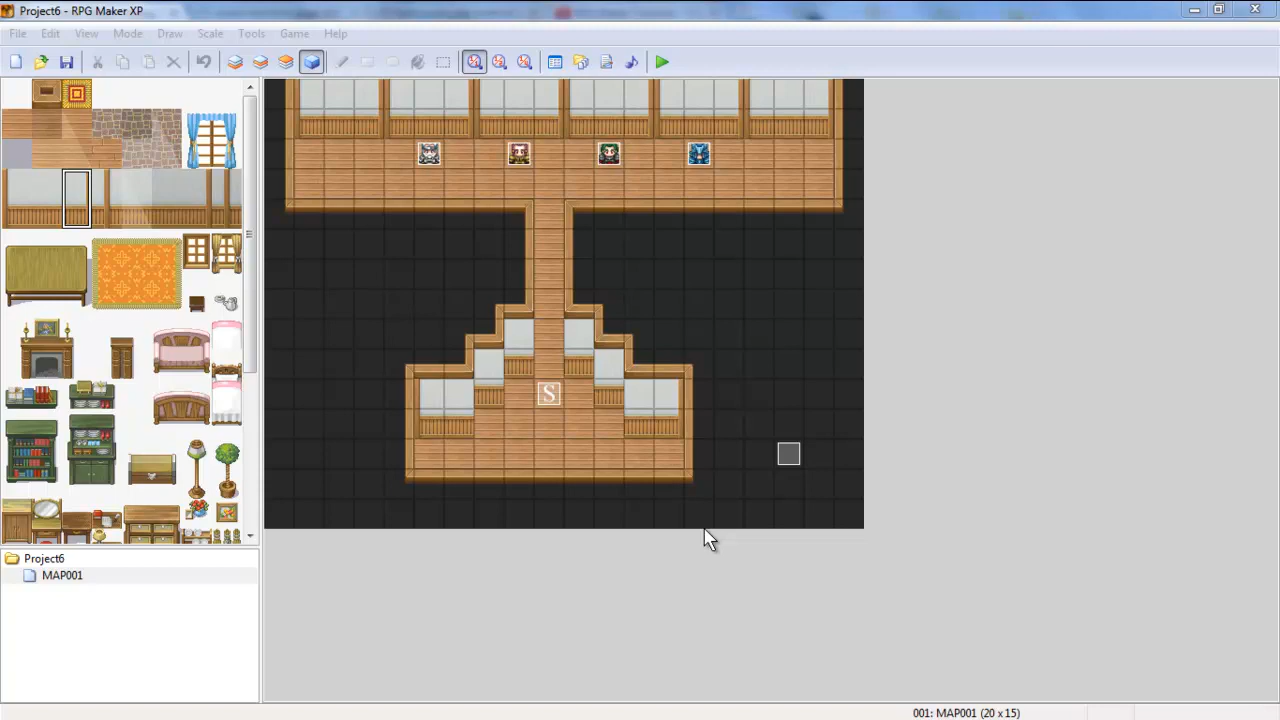 Project6 - RPG Maker XP
File Edit View Mode Draw Scale Tools Game Help
S
Project6
MAP001
001: MAP001 (20 x 15)